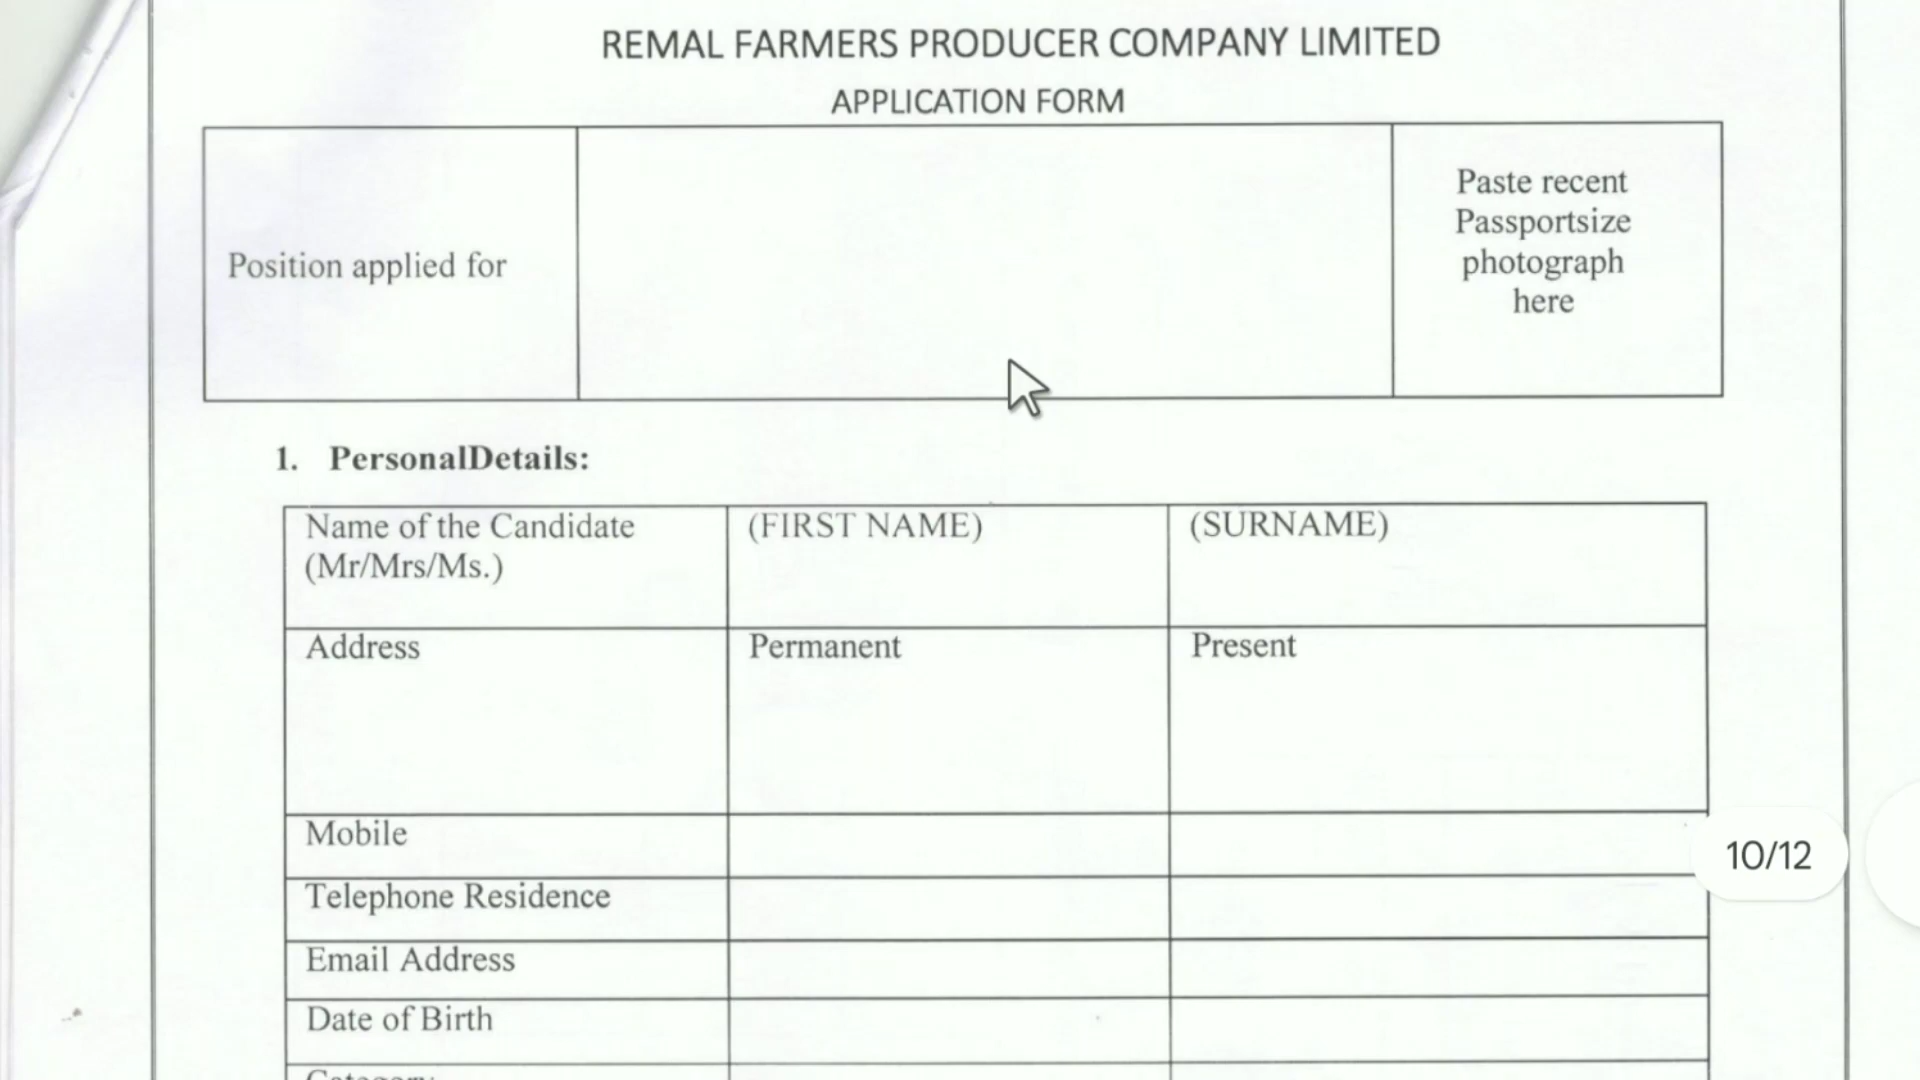 REMAL FARMERS PRODUCER COMPANY LIMITED
APPLICATION FORM
Position applied for
Paste recent
Passportsize
photograph
here
1. PersonalDetails:
Name of the Candidate
(Mr/Mrs/Ms.)
(FIRST NAME)
(SURNAME)
Address
Permanent
Present
Mobile
10/12
Telephone Residence
Email Address
Date of Birth
Category